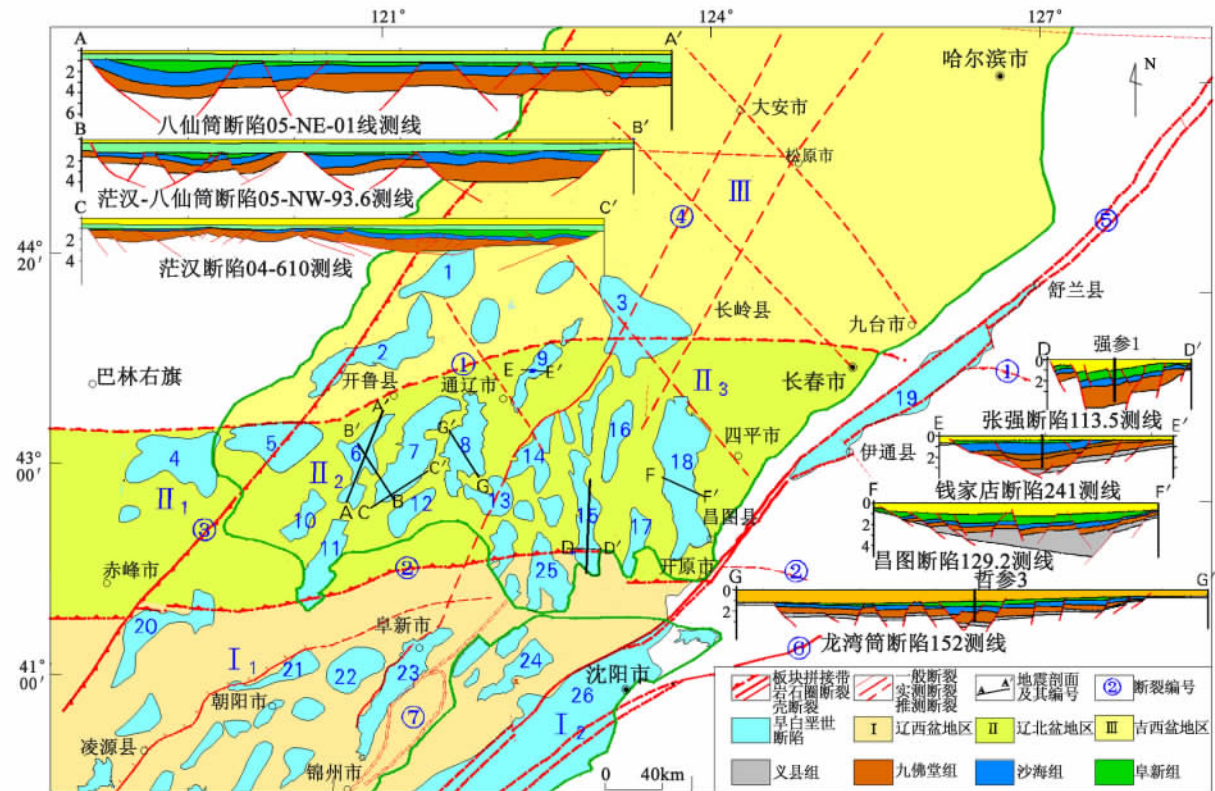 121°
124°
127°
A
A′
2
4
6
八仙筒断陷05-NE-01线测线
B
B′
2
4
茫汉-八仙筒断陷05-NW-93.6测线
C
C′
2
4
茫汉断陷04-610测线
哈尔滨市
N
大安市
松原市
Ⅲ
④
⑤
44°
20′
1
3
长岭县
九台市
舒兰县
2
9
E
E′
①
巴林右旗
开鲁县
通辽市
Ⅱ3
长春市
①
19
强参1
D
D′
0
2
张强断陷113.5测线
A′
B′
G′
4
5
6
7
8
14
16
18
四平市
伊通县
E
E′
0
2
钱家店断陷241测线
43°
00′
Ⅱ1
Ⅱ2
C′
G
F
F′
A
C
B
12
13
15
10
11
17
昌图县
③
F
F′
0
2
4
昌图断陷129.2测线
②
D
D′
开原市
②
赤峰市
25
哲参3
G
G′
0
2
龙湾筒断陷152测线
20
阜新市
⑥
41°
00′
Ⅰ1
21
22
23
24
沈阳市
26
朝阳市
⑦
Ⅰ2
凌源县
锦州市
0 40km
板块拼接带
岩石圈断裂
壳断裂
一般断裂
实测断裂
推测断裂
A A′
地震剖面
及其编号
②
断裂编号
早白垩世
断陷
Ⅰ
辽西盆地区
Ⅱ
辽北盆地区
Ⅲ
吉西盆地区
义县组
九佛堂组
沙海组
阜新组